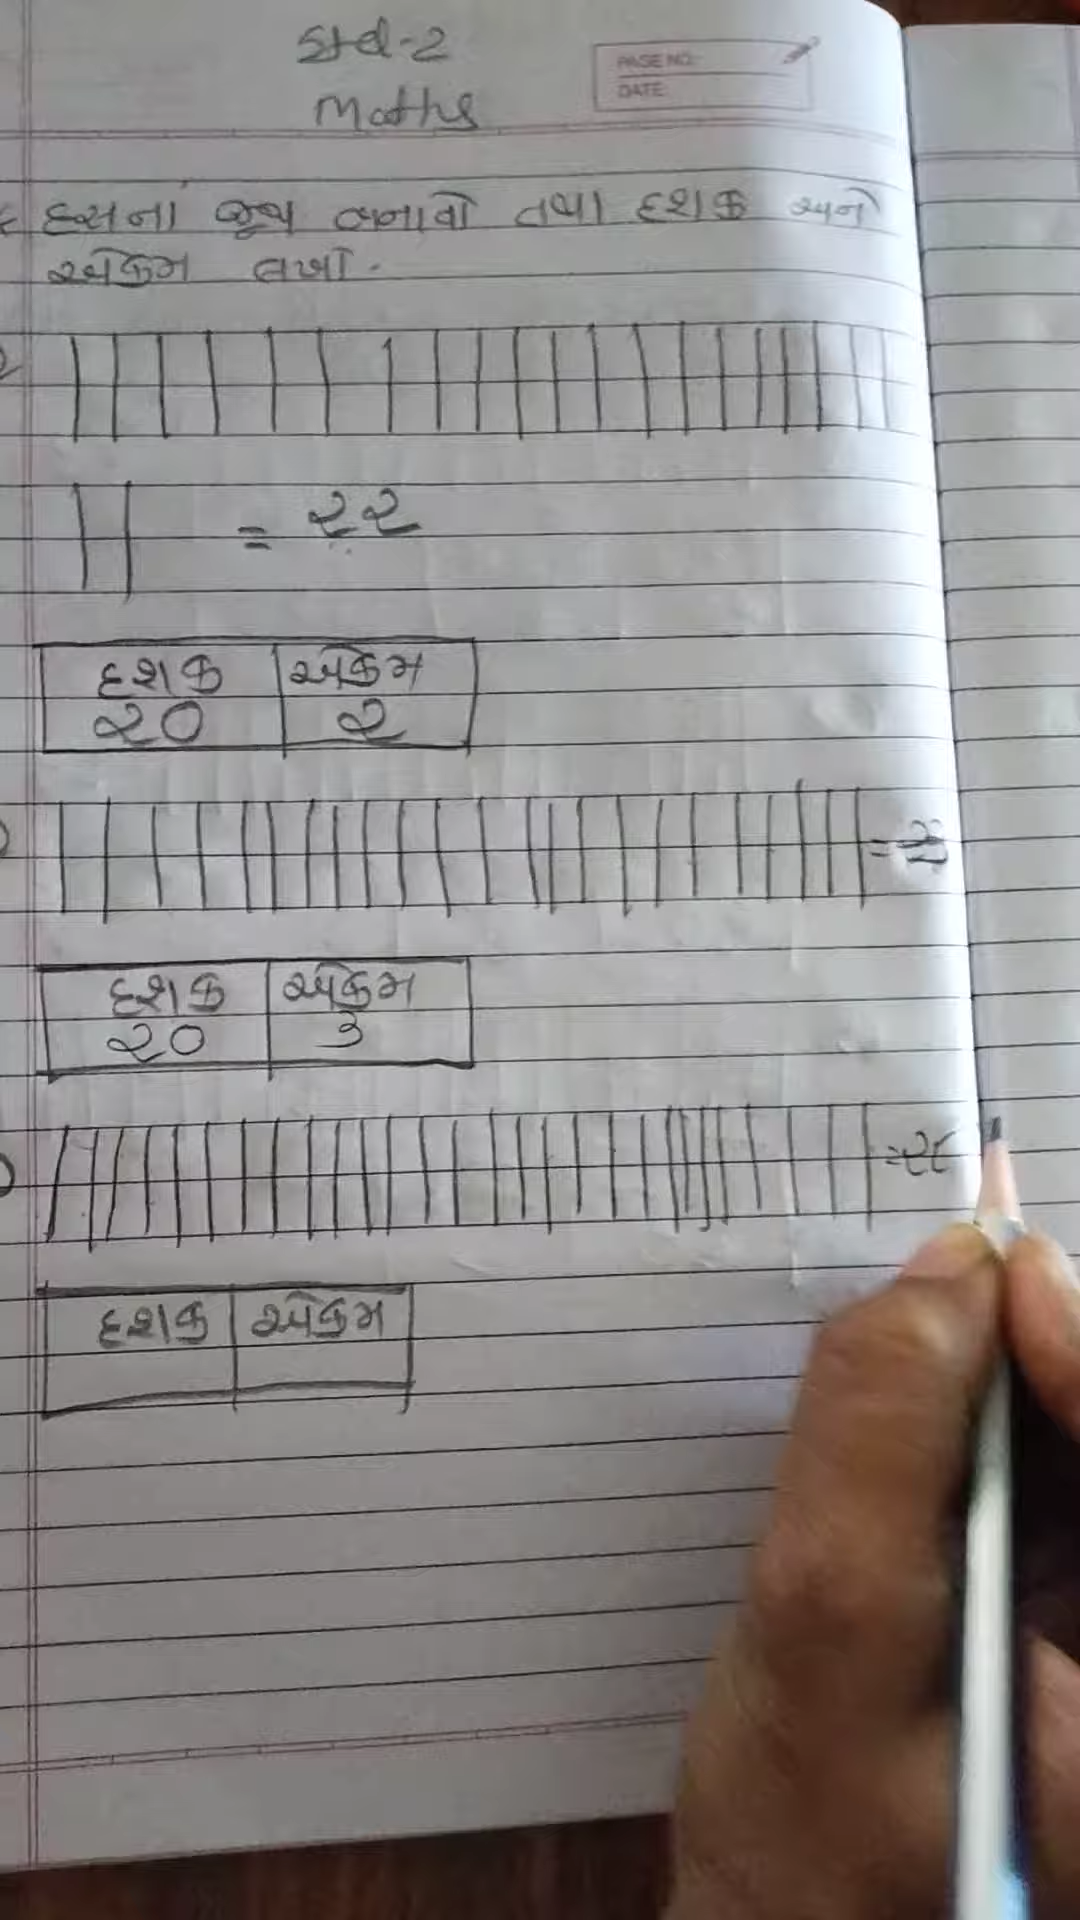 ધોરણ-2
Maths
PAGE NO.
DATE
દસનાં જૂથ બનાવો તથા દશક અને
એકમ લખો.
= ૨૨
દશક એકમ
૨૦ ૨
=
દશક એકમ
૨૦ ૩
=૨૮
દશક એકમ